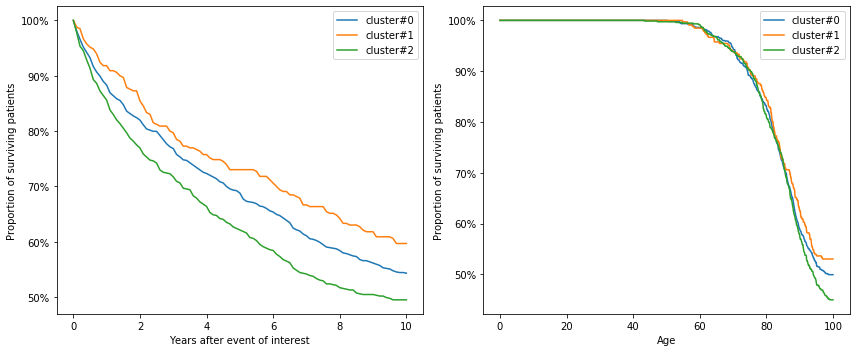 100%
90%
80%
70%
60%
50%
0
2
4
6
8
10
Proportion of surviving patients
Years after event of interest
cluster#0
cluster#1
cluster#2
100%
90%
80%
70%
60%
50%
0
20
40
60
80
100
Proportion of surviving patients
Age
cluster#0
cluster#1
cluster#2